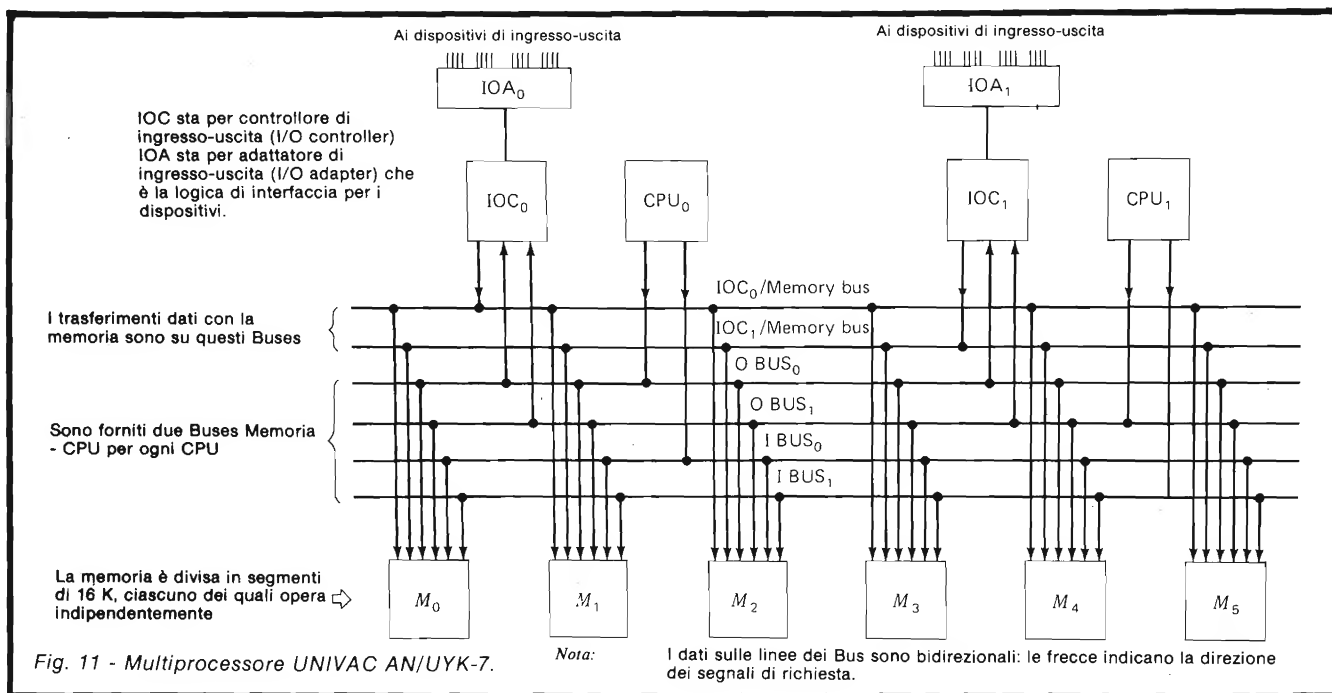 Ai dispositivi di ingresso-uscita
Ai dispositivi di ingresso-uscita
IOA₀
IOA₁
IOC sta per controllore di
ingresso-uscita (I/O controller)
IOA sta per adattatore di
ingresso-uscita (I/O adapter) che
è la logica di interfaccia per i
dispositivi.
IOC₀
CPU₀
IOC₁
CPU₁
IOC₀/Memory bus
I trasferimenti dati con la
memoria sono su questi Buses
IOC₁/Memory bus
O BUS₀
O BUS₁
Sono forniti due Buses Memoria
- CPU per ogni CPU
I BUS₀
I BUS₁
La memoria è divisa in segmenti
di 16 K, ciascuno dei quali opera
indipendentemente
M₀
M₁
M₂
M₃
M₄
M₅
Fig. 11 - Multiprocessore UNIVAC AN/UYK-7.
Nota:
I dati sulle linee dei Bus sono bidirezionali: le frecce indicano la direzione
dei segnali di richiesta.